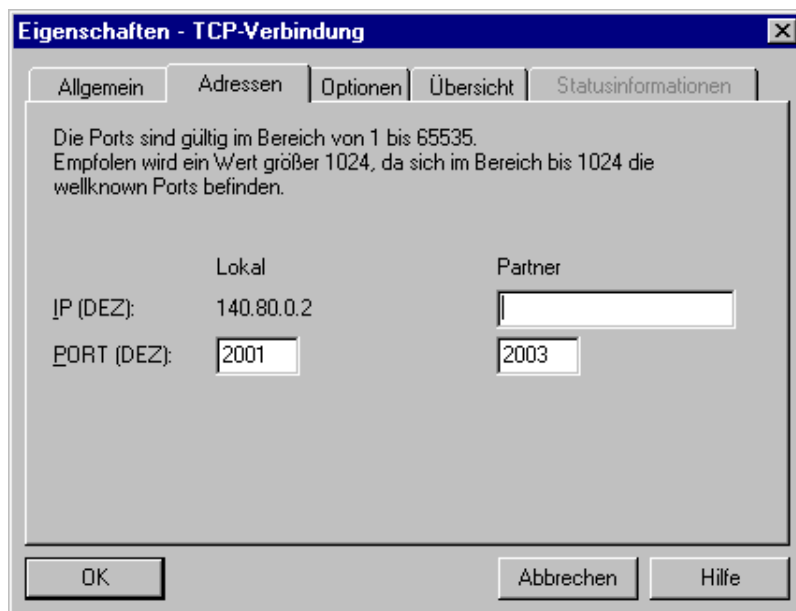 Eigenschaften - TCP-Verbindung
Allgemein Adressen Optionen Übersicht Statusinformationen
Die Ports sind gültig im Bereich von 1 bis 65535.
Empfolen wird ein Wert größer 1024, da sich im Bereich bis 1024 die
wellknown Ports befinden.
Lokal Partner
IP (DEZ): 140.80.0.2
PORT (DEZ): 2001 2003
OK Abbrechen Hilfe